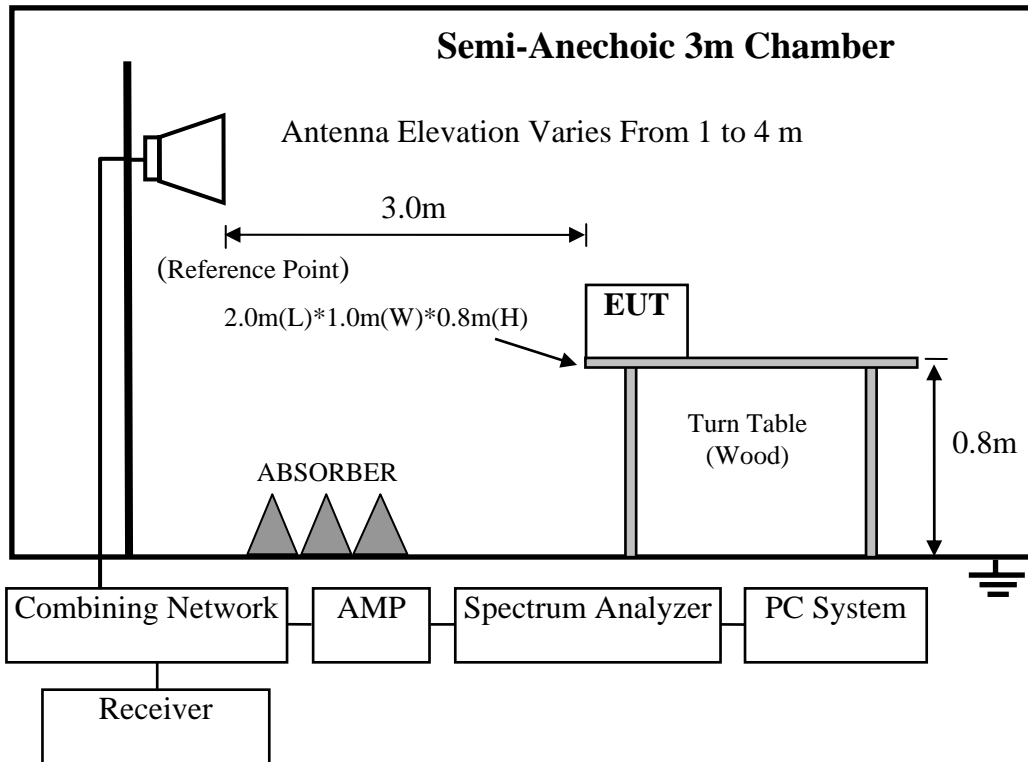 Semi-Anechoic 3m Chamber
Antenna Elevation Varies From 1 to 4 m
3.0m
(Reference Point)
2.0m(L)*1.0m(W)*0.8m(H)
EUT
Turn Table
(Wood)
0.8m
ABSORBER
Combining Network
AMP
Spectrum Analyzer
PC System
Receiver